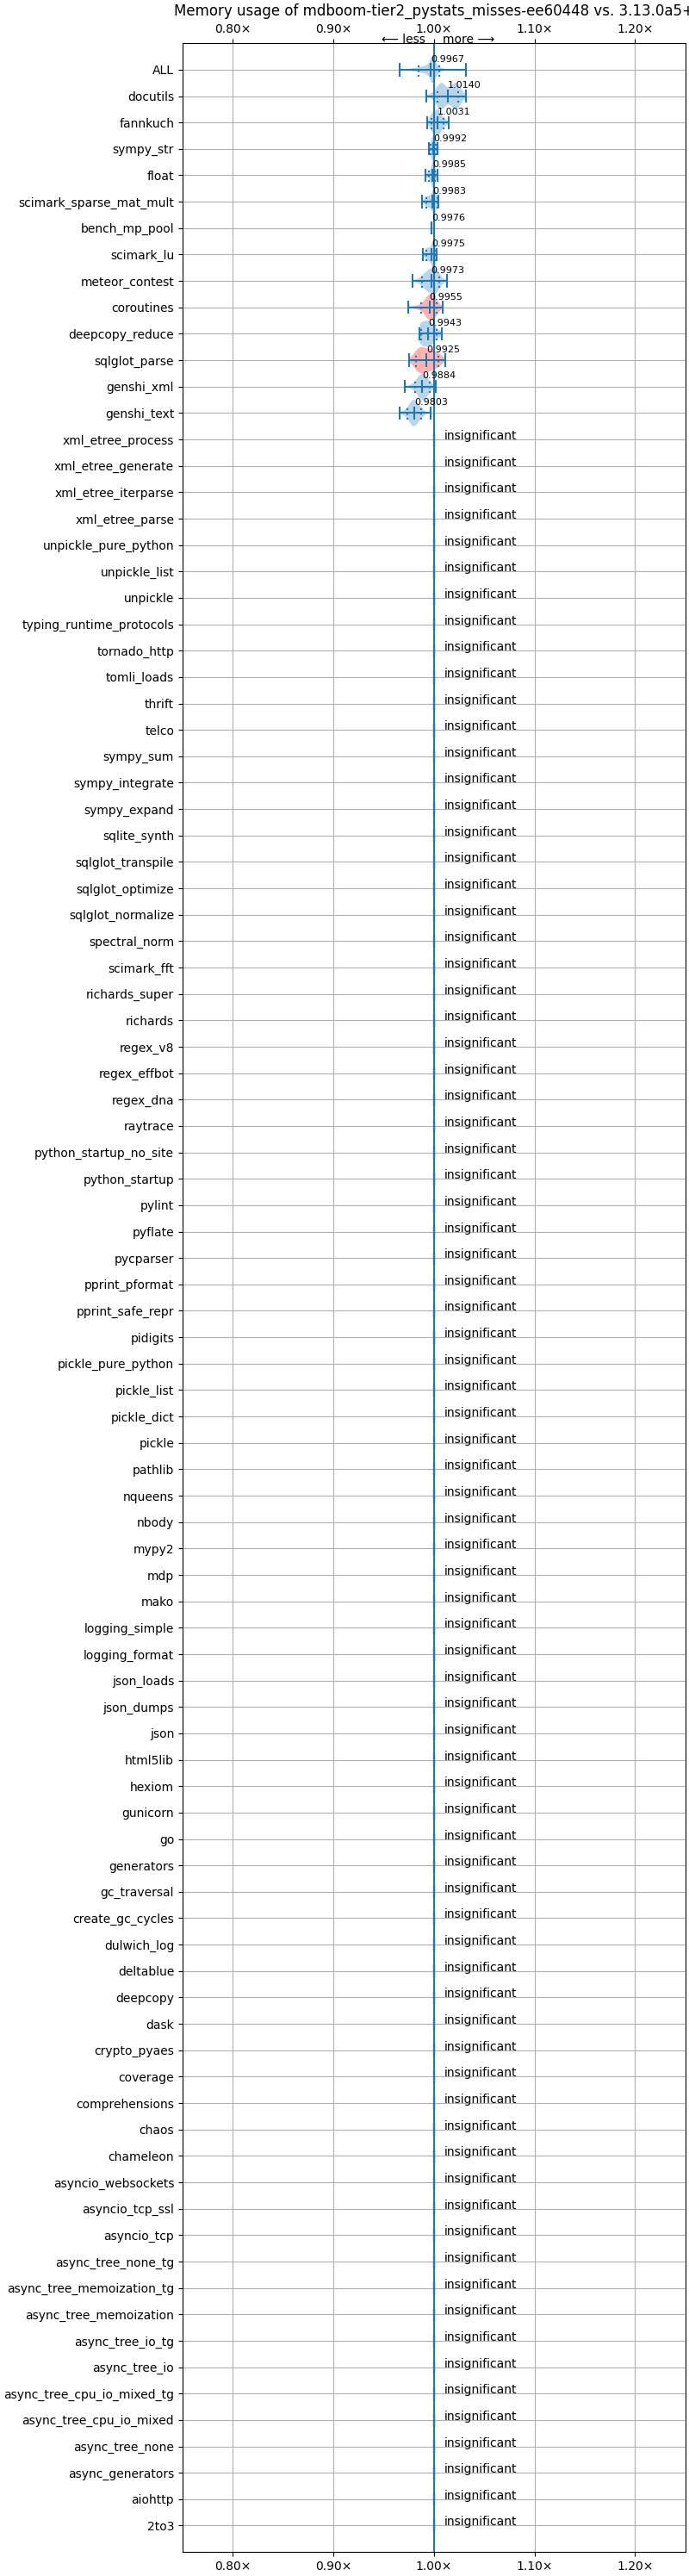 Memory usage of mdboom-tier2_pystats_misses-ee60448 vs. 3.13.0a5+
0.80× 0.90× 1.00× 1.10× 1.20×
⟵ less more ⟶
ALL 0.9967
docutils 1.0140
fannkuch 1.0031
sympy_str 0.9992
float 0.9985
scimark_sparse_mat_mult 0.9983
bench_mp_pool 0.9976
scimark_lu 0.9975
meteor_contest 0.9973
coroutines 0.9955
deepcopy_reduce 0.9943
sqlglot_parse 0.9925
genshi_xml 0.9884
genshi_text 0.9803
xml_etree_process insignificant
xml_etree_generate insignificant
xml_etree_iterparse insignificant
xml_etree_parse insignificant
unpickle_pure_python insignificant
unpickle_list insignificant
unpickle insignificant
typing_runtime_protocols insignificant
tornado_http insignificant
tomli_loads insignificant
thrift insignificant
telco insignificant
sympy_sum insignificant
sympy_integrate insignificant
sympy_expand insignificant
sqlite_synth insignificant
sqlglot_transpile insignificant
sqlglot_optimize insignificant
sqlglot_normalize insignificant
spectral_norm insignificant
scimark_fft insignificant
richards_super insignificant
richards insignificant
regex_v8 insignificant
regex_effbot insignificant
regex_dna insignificant
raytrace insignificant
python_startup_no_site insignificant
python_startup insignificant
pylint insignificant
pyflate insignificant
pycparser insignificant
pprint_pformat insignificant
pprint_safe_repr insignificant
pidigits insignificant
pickle_pure_python insignificant
pickle_list insignificant
pickle_dict insignificant
pickle insignificant
pathlib insignificant
nqueens insignificant
nbody insignificant
mypy2 insignificant
mdp insignificant
mako insignificant
logging_simple insignificant
logging_format insignificant
json_loads insignificant
json_dumps insignificant
json insignificant
html5lib insignificant
hexiom insignificant
gunicorn insignificant
go insignificant
generators insignificant
gc_traversal insignificant
create_gc_cycles insignificant
dulwich_log insignificant
deltablue insignificant
deepcopy insignificant
dask insignificant
crypto_pyaes insignificant
coverage insignificant
comprehensions insignificant
chaos insignificant
chameleon insignificant
asyncio_websockets insignificant
asyncio_tcp_ssl insignificant
asyncio_tcp insignificant
async_tree_none_tg insignificant
async_tree_memoization_tg insignificant
async_tree_memoization insignificant
async_tree_io_tg insignificant
async_tree_io insignificant
async_tree_cpu_io_mixed_tg insignificant
async_tree_cpu_io_mixed insignificant
async_tree_none insignificant
async_generators insignificant
aiohttp insignificant
2to3 insignificant
0.80× 0.90× 1.00× 1.10× 1.20×